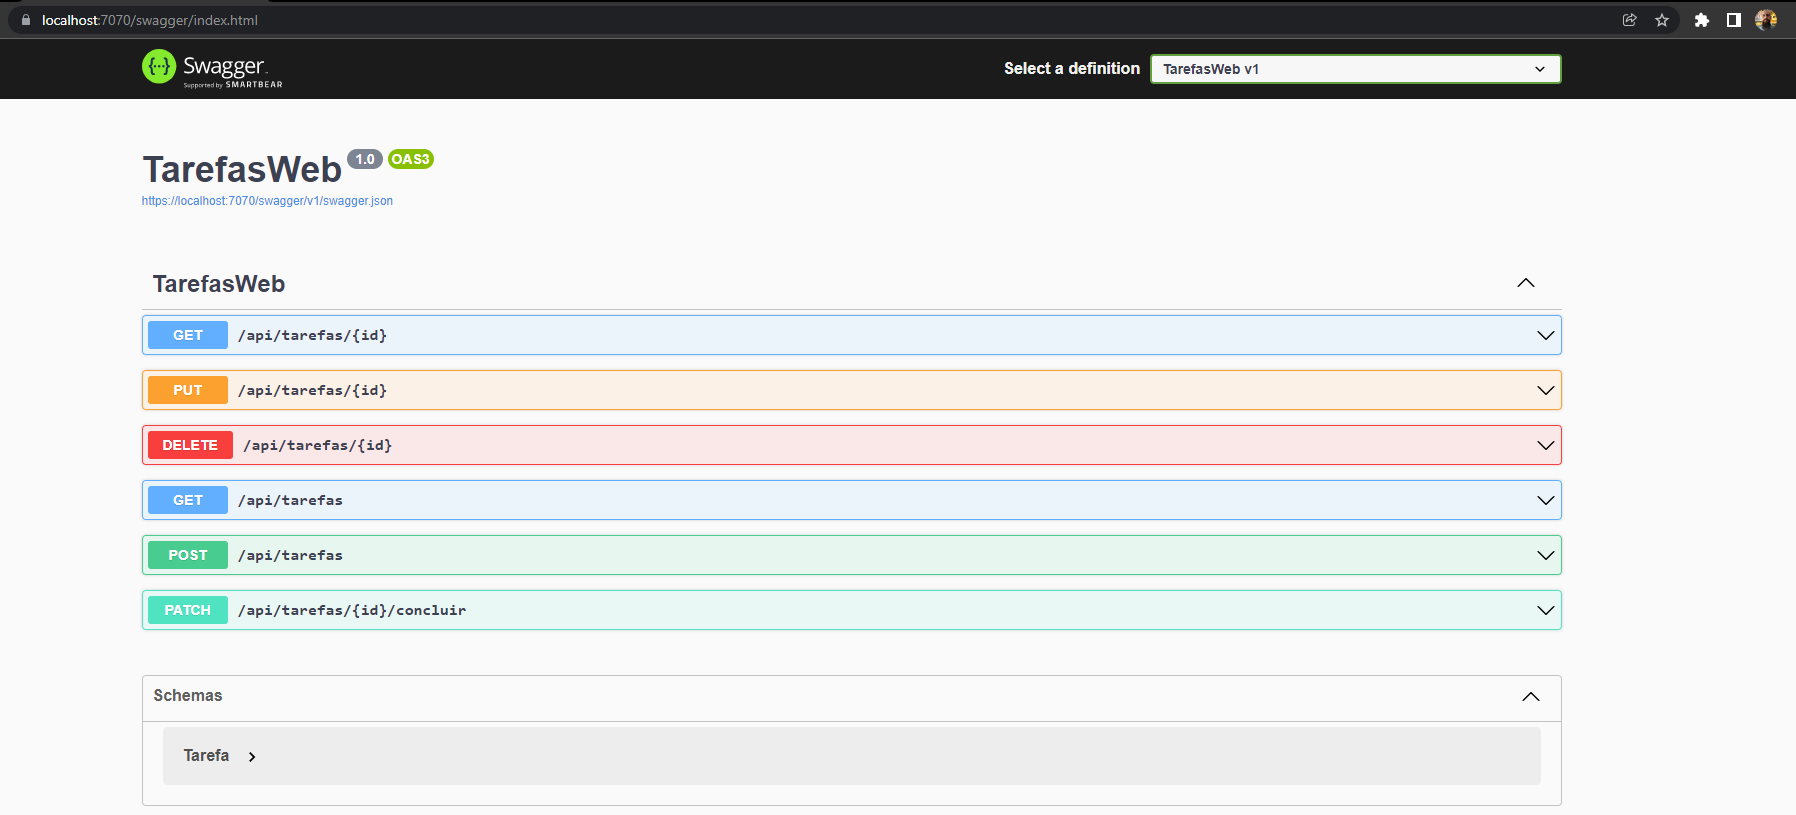 localhost:7070/swagger/index.html
{···} Swagger.
Supported by SMARTBEAR
Select a definition
TarefasWeb v1
TarefasWeb 1.0 OAS3
https://localhost:7070/swagger/v1/swagger.json
TarefasWeb
GET /api/tarefas/{id}
PUT /api/tarefas/{id}
DELETE /api/tarefas/{id}
GET /api/tarefas
POST /api/tarefas
PATCH /api/tarefas/{id}/concluir
Schemas
Tarefa